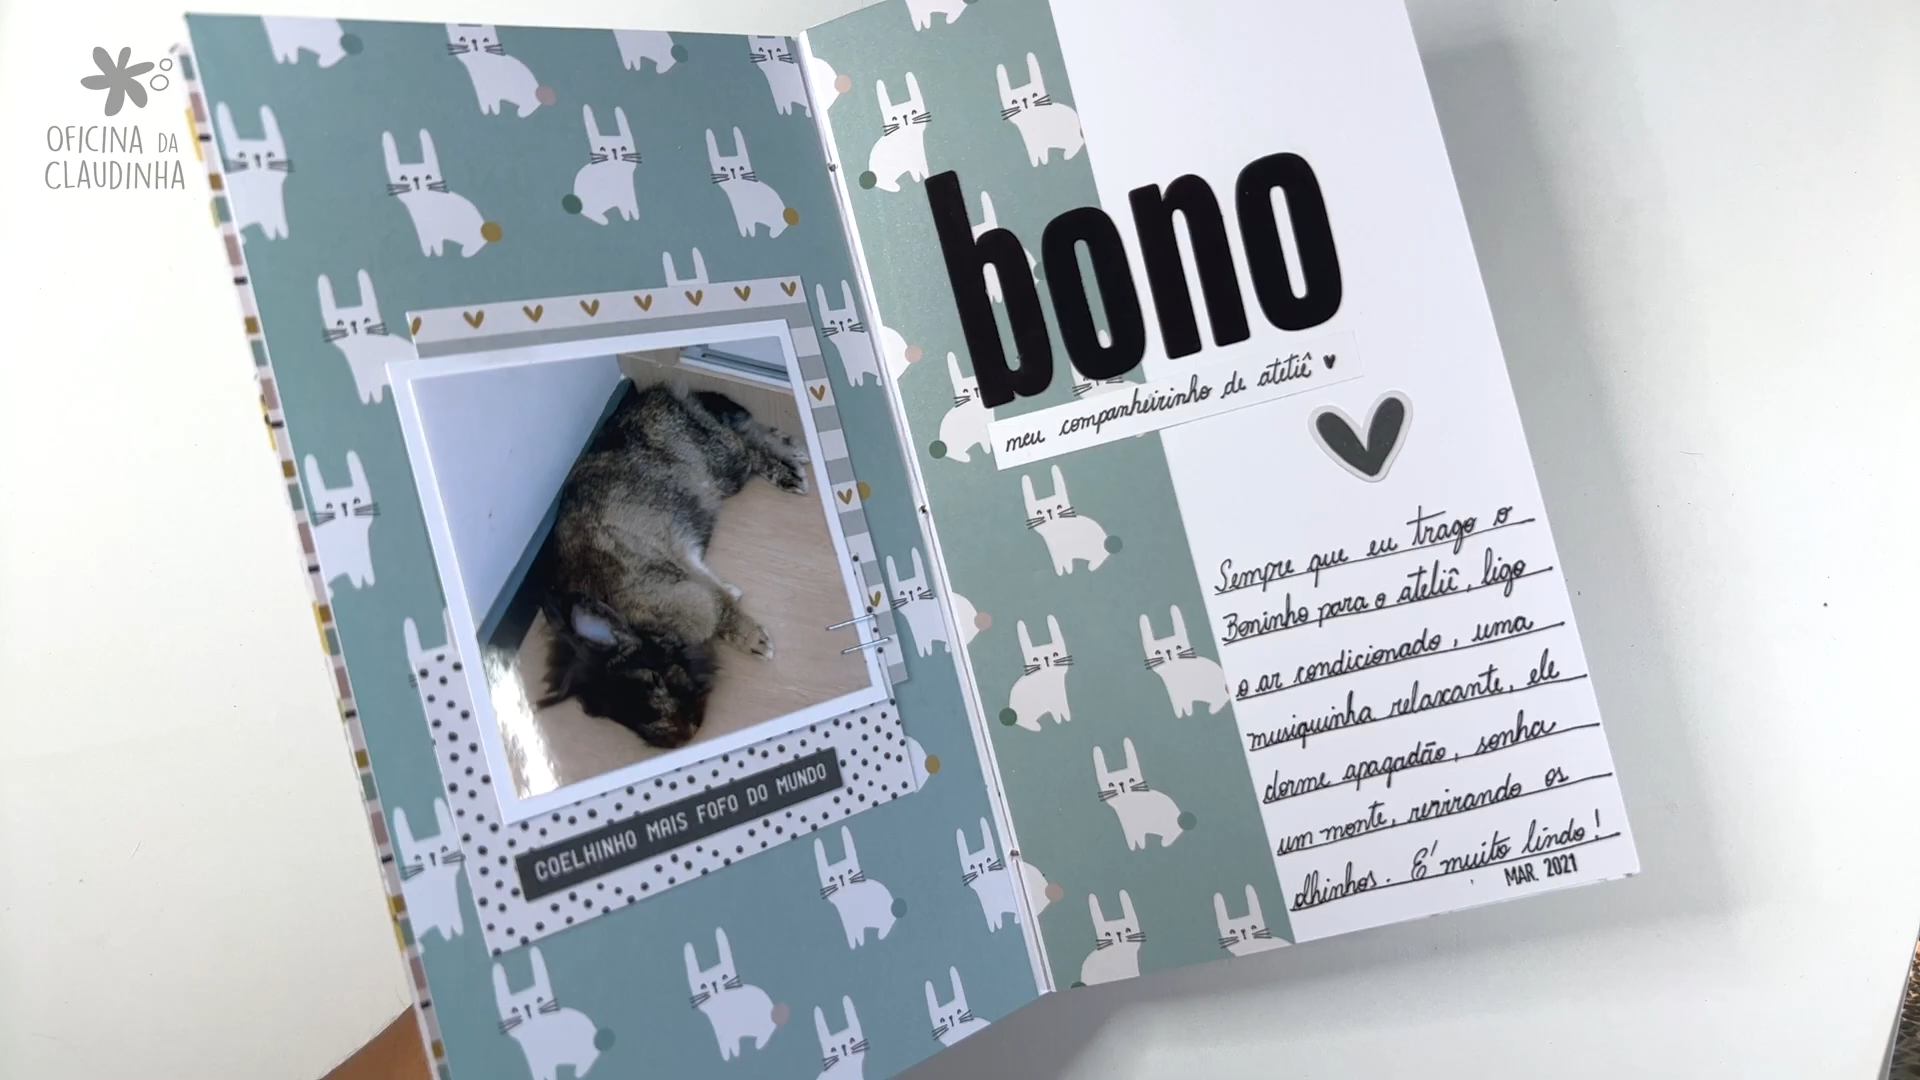 OFICINA DA
CLAUDINHA
COELHINHO MAIS FOFO DO MUNDO
bono
meu companheirinho de ateliê
Sempre que eu trago o
Boninho para o ateliê, ligo
o ar condicionado, uma
musiquinha relaxante, ele
dorme apagadão, sonha
um monte, revirando os
olhinhos. É muito lindo!
MAR. 2021